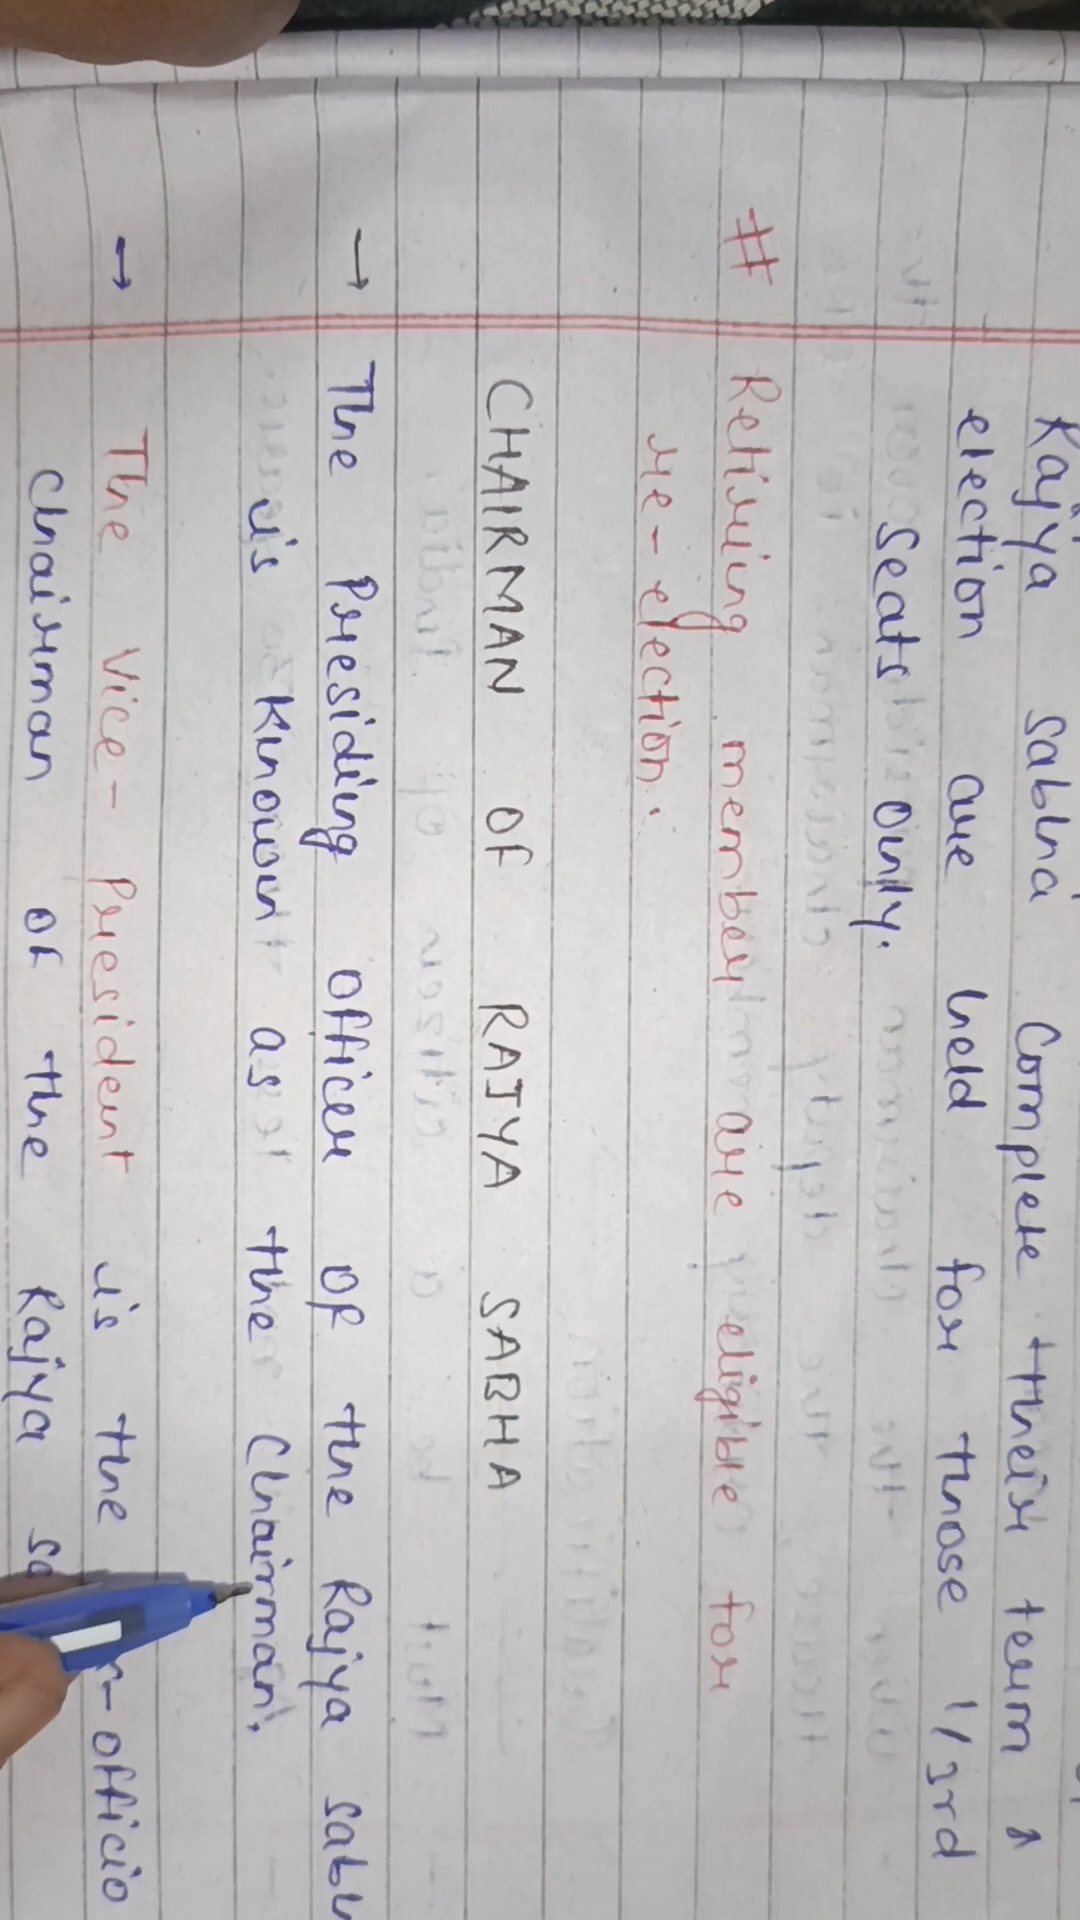 Rajya Sabha Complete their term &
election are held for those 1/3rd
Seats Only.
# Retiring member are eligible for
re-election.
CHAIRMAN OF RAJYA SABHA
→ The Presiding officer of the Rajya Sabh
is known as the Chairman.
→ The Vice-President is the -officio
Chairman of the Rajya